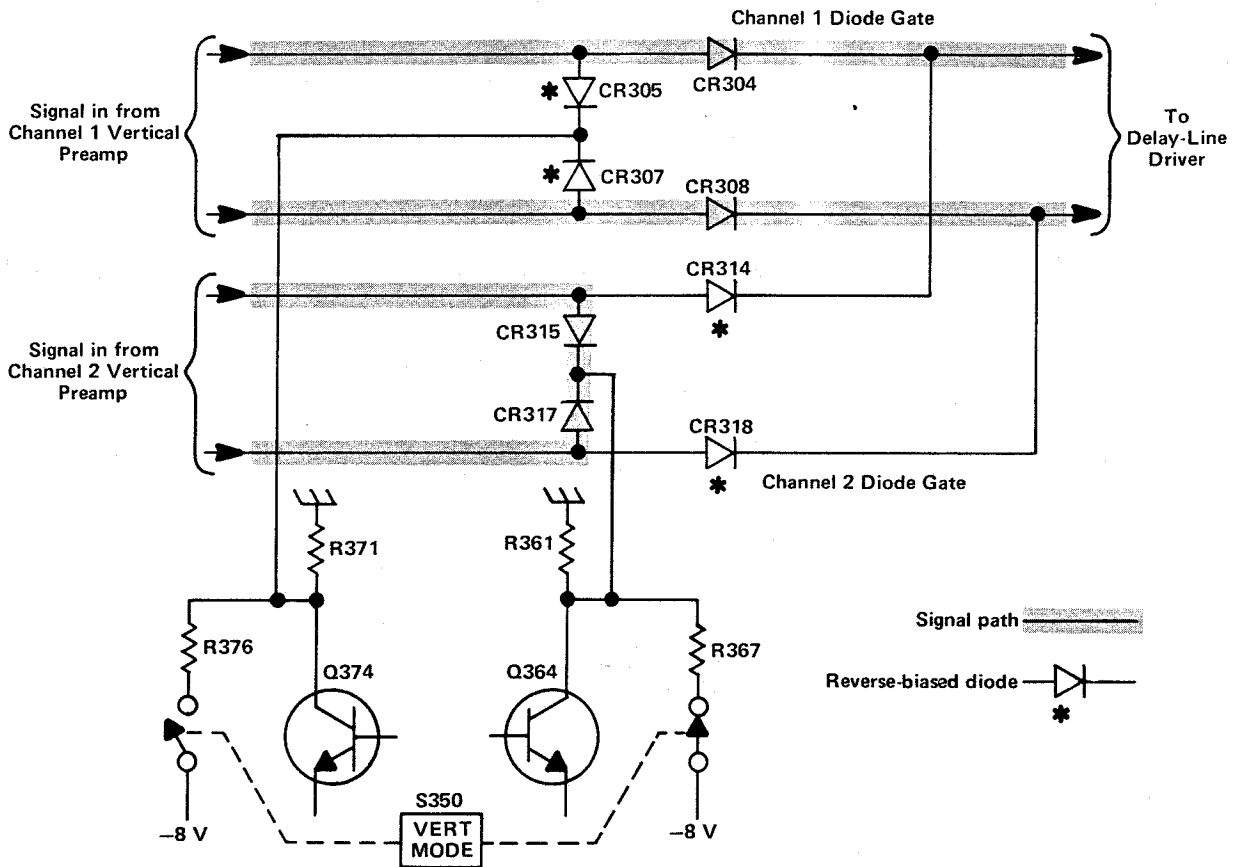 Channel 1 Diode Gate
CR304
* CR305
Signal in from
Channel 1 Vertical
Preamp
To
Delay-Line
Driver
* CR307
CR308
CR314
*
CR315
Signal in from
Channel 2 Vertical
Preamp
CR317
CR318
*
Channel 2 Diode Gate
R371
R361
Signal path
R376
R367
Q374
Q364
Reverse-biased diode
*
S350
VERT
MODE
–8 V
–8 V